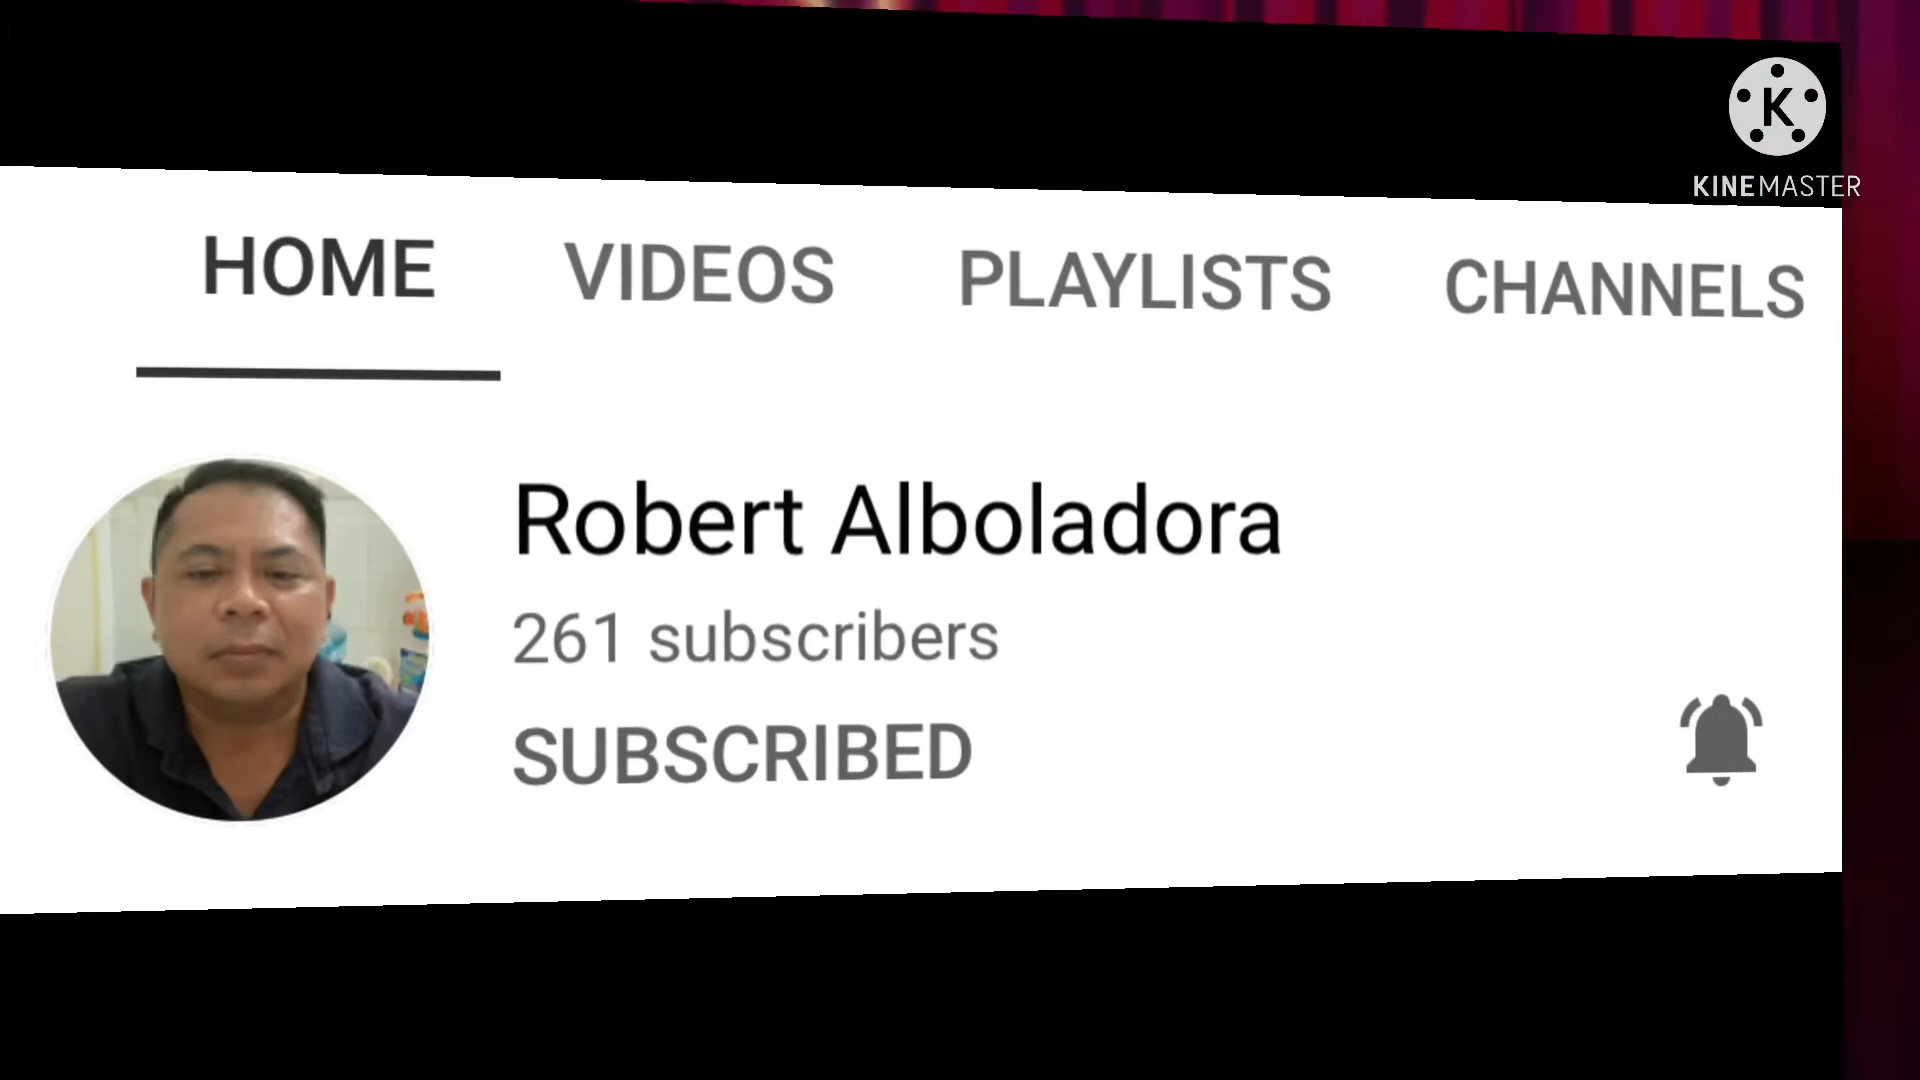 K
KINEMASTER
HOME VIDEOS PLAYLISTS CHANNELS
Robert Alboladora
261 subscribers
SUBSCRIBED